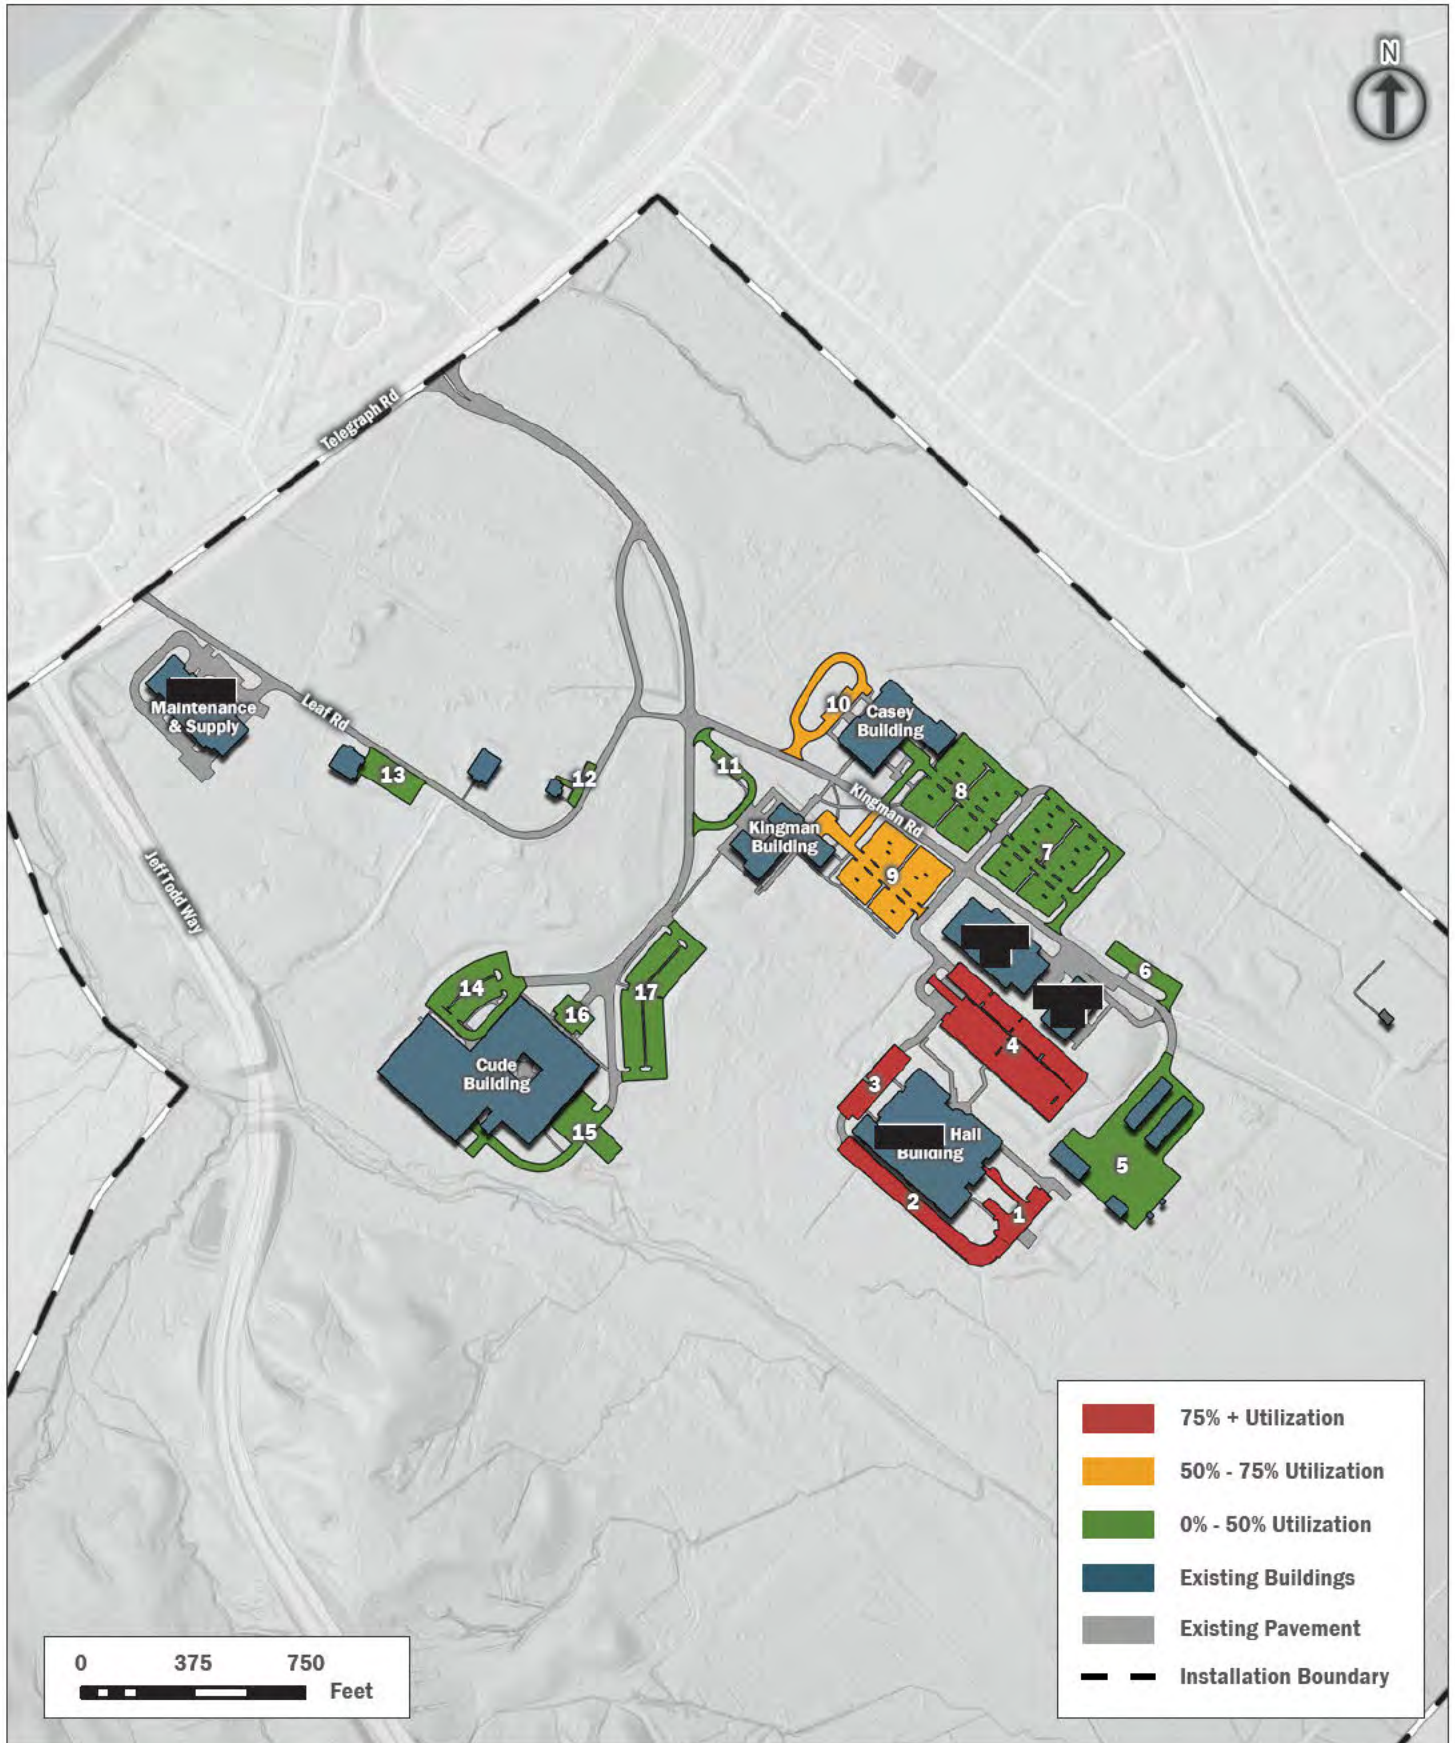 N
Telegraph Rd
Maintenance
& Supply
Leaf Rd
Jeff Todd Way
10
Casey
Building
11
12
13
8
Kingman Rd
Kingman
Building
7
9
6
14
17
16
4
Cude
Building
3
15
Hall
Building
5
2
1
75% + Utilization
50% - 75% Utilization
0% - 50% Utilization
Existing Buildings
Existing Pavement
Installation Boundary
0 375 750
Feet